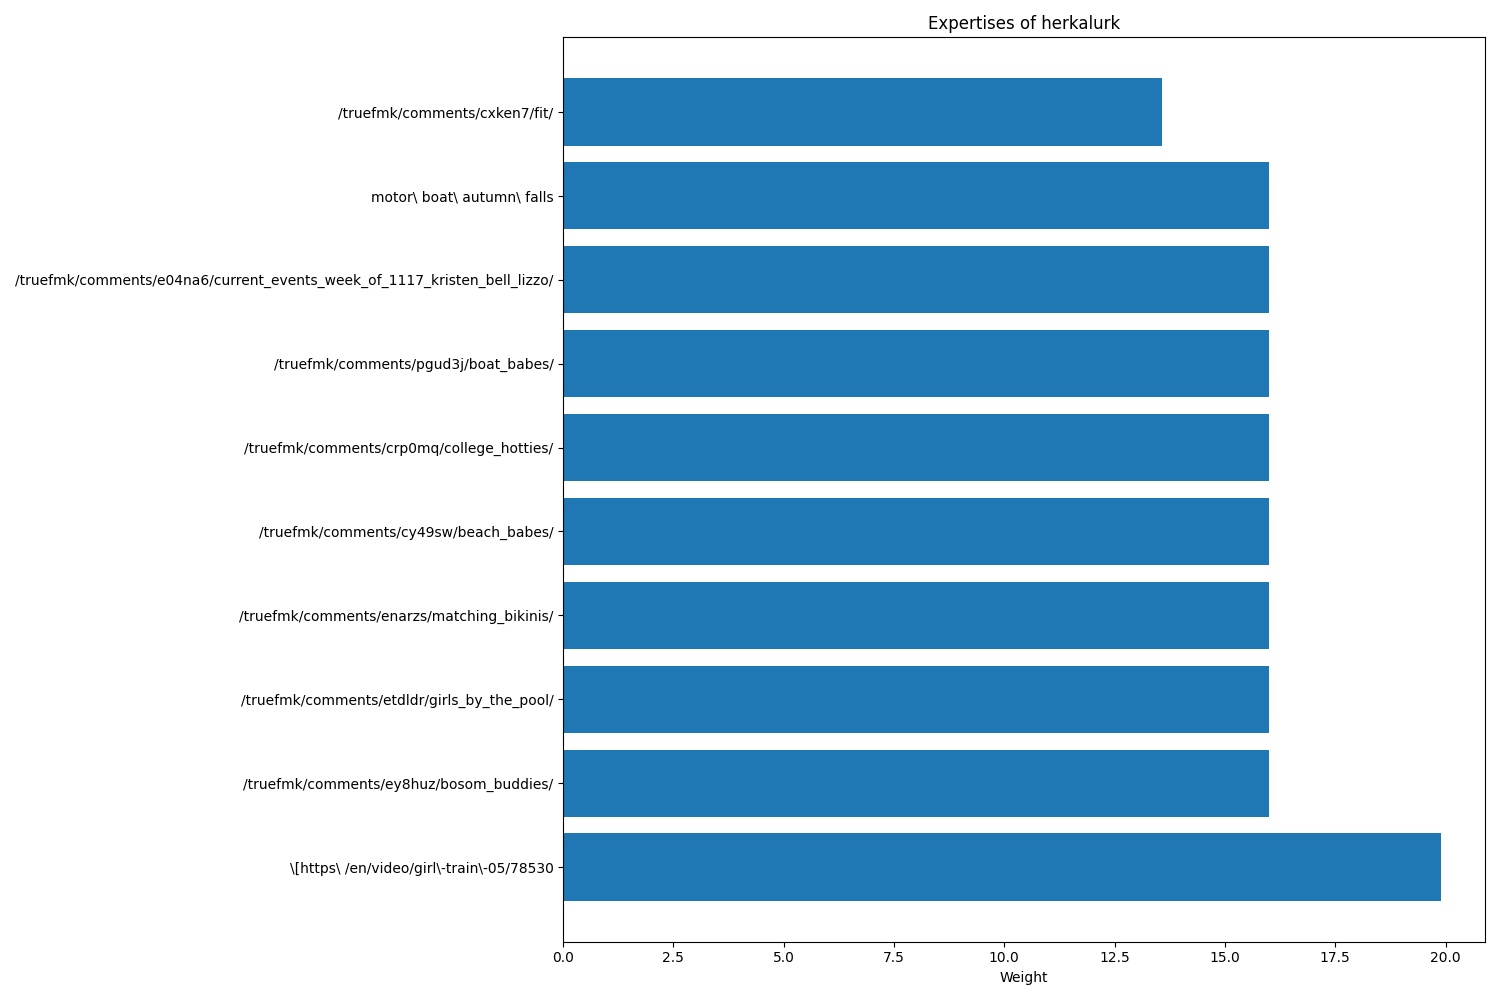 Expertises of herkalurk
/truefmk/comments/cxken7/fit/
motor\ boat\ autumn\ falls
/truefmk/comments/e04na6/current_events_week_of_1117_kristen_bell_lizzo/
/truefmk/comments/pgud3j/boat_babes/
/truefmk/comments/crp0mq/college_hotties/
/truefmk/comments/cy49sw/beach_babes/
/truefmk/comments/enarzs/matching_bikinis/
/truefmk/comments/etdldr/girls_by_the_pool/
/truefmk/comments/ey8huz/bosom_buddies/
\[https\ /en/video/girl\-train\-05/78530
0.0 2.5 5.0 7.5 10.0 12.5 15.0 17.5 20.0
Weight